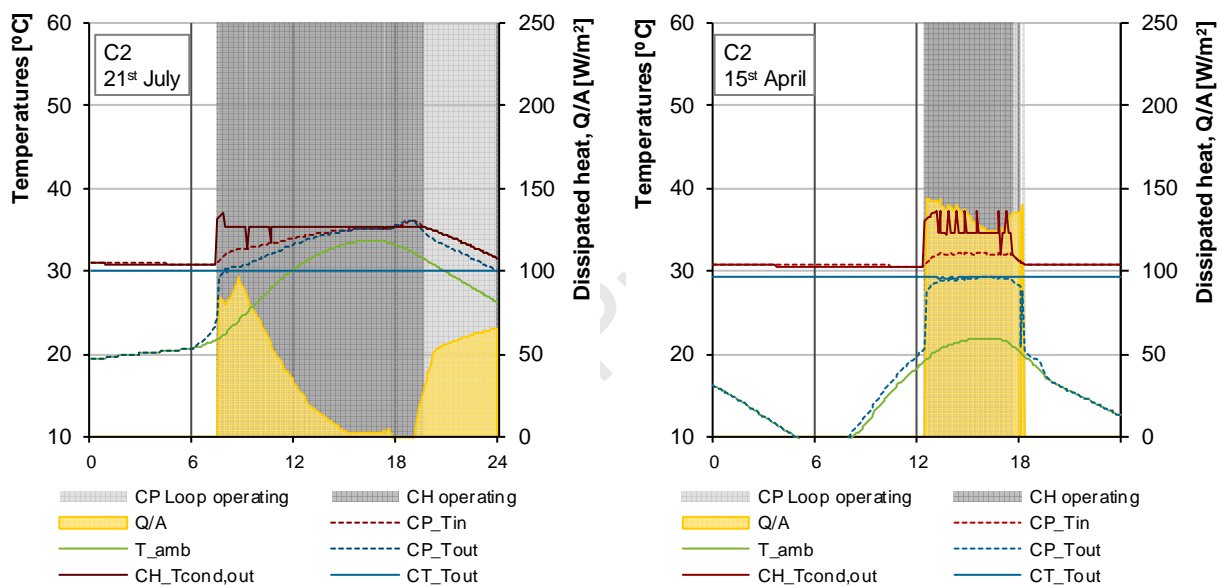 Temperatures [ºC]
60
50
40
30
20
10
C2
21st July
250
200
150
100
50
0
Dissipated heat, Q/A [W/m²]
0
6
12
18
24
CP Loop operating
CH operating
Q/A
CP_Tin
T_amb
CP_Tout
CH_Tcond,out
CT_Tout
Temperatures [ºC]
60
50
40
30
20
10
C2
15st April
250
200
150
100
50
0
Dissipated heat, Q/A [W/m²]
0
6
12
18
CP Loop operating
CH operating
Q/A
CP_Tin
T_amb
CP_Tout
CH_Tcond,out
CT_Tout